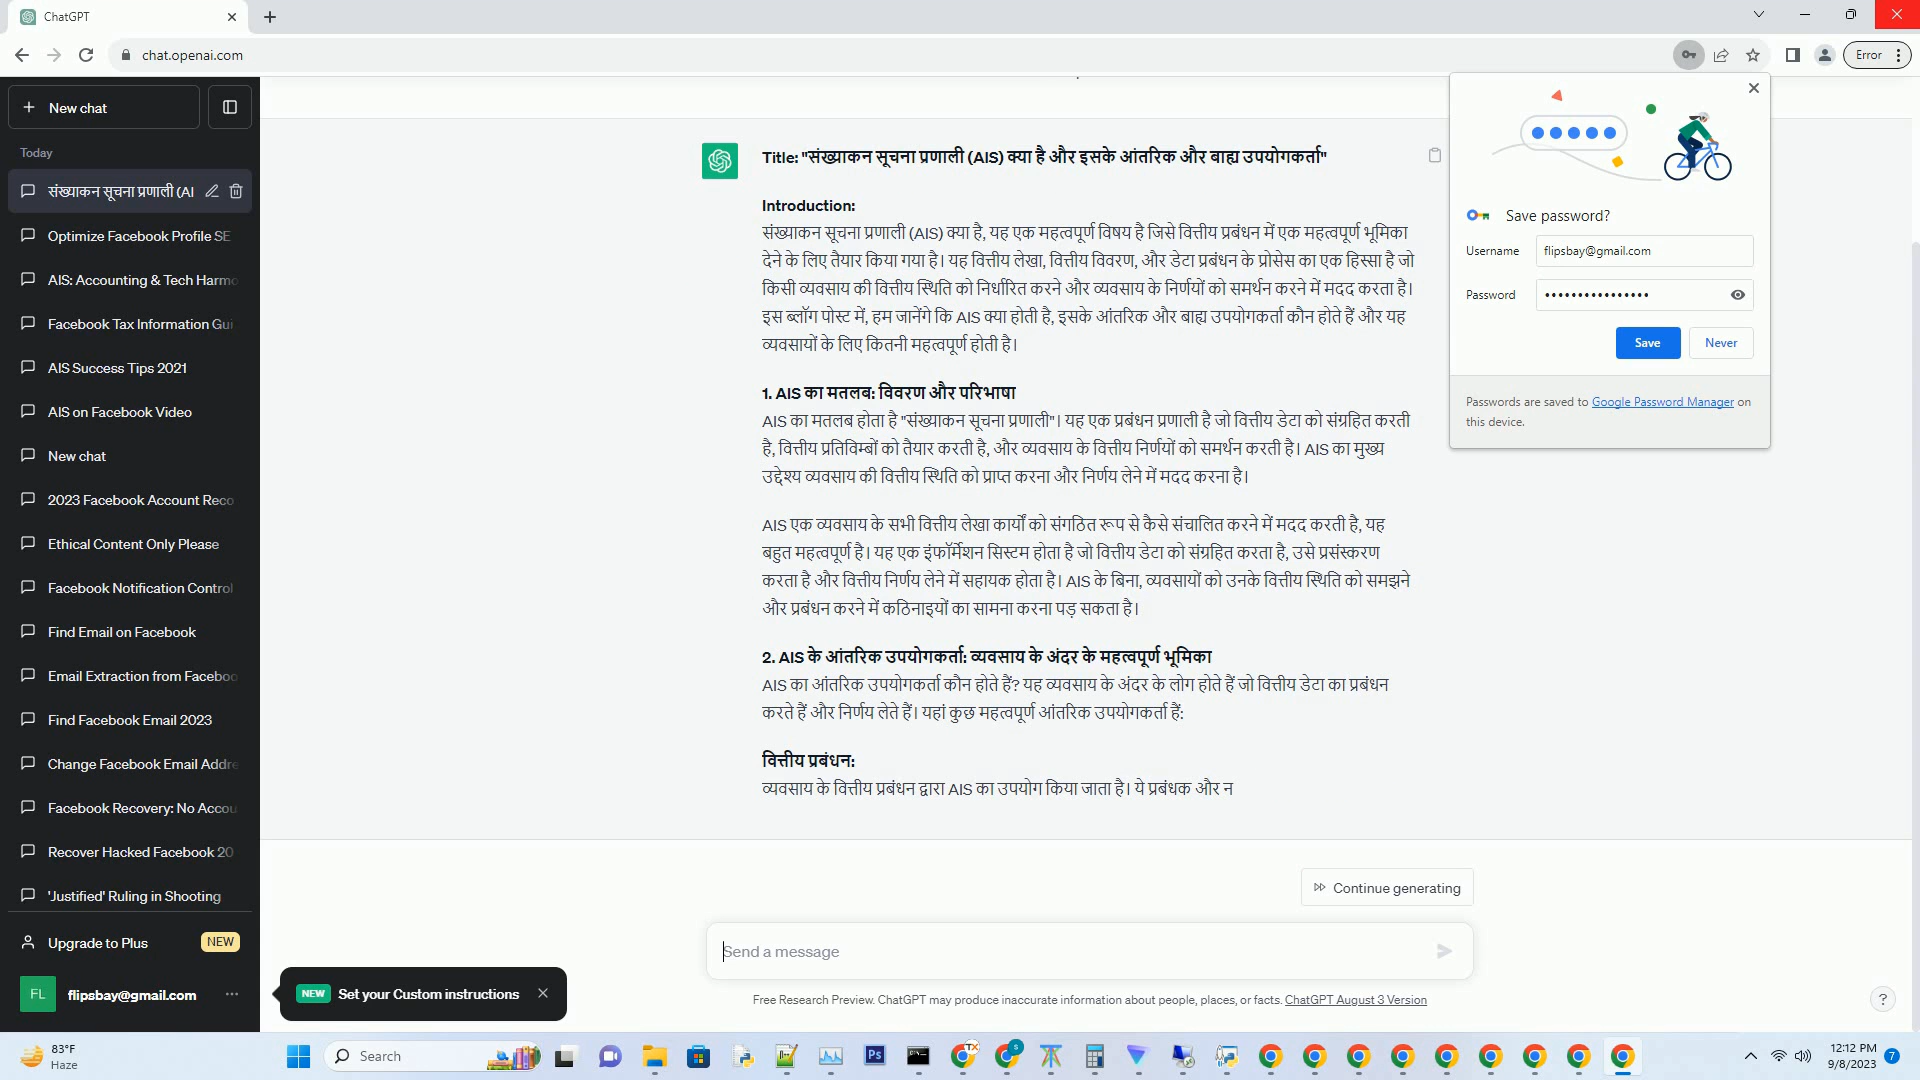 ChatGPT
chat.openai.com
Error
New chat
Today
संख्याकन सूचना प्रणाली (AI
Optimize Facebook Profile SE
AIS: Accounting & Tech Harmo
Facebook Tax Information Gui
AIS Success Tips 2021
AIS on Facebook Video
New chat
2023 Facebook Account Reco
Ethical Content Only Please
Facebook Notification Control
Find Email on Facebook
Email Extraction from Faceboo
Find Facebook Email 2023
Change Facebook Email Addre
Facebook Recovery: No Accou
Recover Hacked Facebook 20
'Justified' Ruling in Shooting
Upgrade to Plus NEW
FL flipsbay@gmail.com
Title: "संख्याकन सूचना प्रणाली (AIS) क्या है और इसके आंतरिक और बाह्य उपयोगकर्ता"
Introduction:
संख्याकन सूचना प्रणाली (AIS) क्या है, यह एक महत्वपूर्ण विषय है जिसे वित्तीय प्रबंधन में एक महत्वपूर्ण भूमिका
देने के लिए तैयार किया गया है। यह वित्तीय लेखा, वित्तीय विवरण, और डेटा प्रबंधन के प्रोसेस का एक हिस्सा है जो
किसी व्यवसाय की वित्तीय स्थिति को निर्धारित करने और व्यवसाय के निर्णयों को समर्थन करने में मदद करता है।
इस ब्लॉग पोस्ट में, हम जानेंगे कि AIS क्या होती है, इसके आंतरिक और बाह्य उपयोगकर्ता कौन होते हैं और यह
व्यवसायों के लिए कितनी महत्वपूर्ण होती है।
1. AIS का मतलब: विवरण और परिभाषा
AIS का मतलब होता है "संख्याकन सूचना प्रणाली"। यह एक प्रबंधन प्रणाली है जो वित्तीय डेटा को संग्रहित करती
है, वित्तीय प्रतिविम्बों को तैयार करती है, और व्यवसाय के वित्तीय निर्णयों को समर्थन करती है। AIS का मुख्य
उद्देश्य व्यवसाय की वित्तीय स्थिति को प्राप्त करना और निर्णय लेने में मदद करना है।
AIS एक व्यवसाय के सभी वित्तीय लेखा कार्यों को संगठित रूप से कैसे संचालित करने में मदद करती है, यह
बहुत महत्वपूर्ण है। यह एक इंफॉर्मेशन सिस्टम होता है जो वित्तीय डेटा को संग्रहित करता है, उसे प्रसंस्करण
करता है और वित्तीय निर्णय लेने में सहायक होता है। AIS के बिना, व्यवसायों को उनके वित्तीय स्थिति को समझने
और प्रबंधन करने में कठिनाइयों का सामना करना पड़ सकता है।
2. AIS के आंतरिक उपयोगकर्ता: व्यवसाय के अंदर के महत्वपूर्ण भूमिका
AIS का आंतरिक उपयोगकर्ता कौन होते हैं? यह व्यवसाय के अंदर के लोग होते हैं जो वित्तीय डेटा का प्रबंधन
करते हैं और निर्णय लेते हैं। यहां कुछ महत्वपूर्ण आंतरिक उपयोगकर्ता हैं:
वित्तीय प्रबंधन:
व्यवसाय के वित्तीय प्रबंधन द्वारा AIS का उपयोग किया जाता है। ये प्रबंधक और न
Continue generating
Send a message
Free Research Preview. ChatGPT may produce inaccurate information about people, places, or facts. ChatGPT August 3 Version
NEW Set your Custom instructions
?
Save password?
Username flipsbay@gmail.com
Password ••••••••••••••••
Save Never
Passwords are saved to Google Password Manager on
this device.
83°F
Haze
Search
Ps
TX
S
12:12 PM
9/8/2023
7